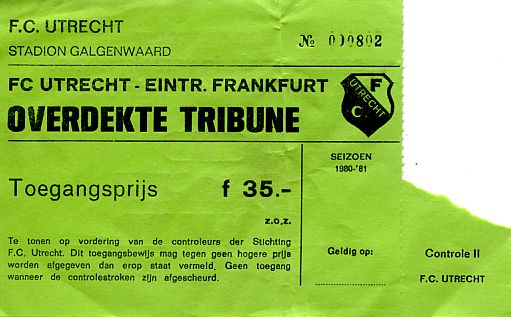 F.C. UTRECHT
STADION GALGENWAARD
№ 000802
FC UTRECHT - EINTR. FRANKFURT
OVERDEKTE TRIBUNE
F
UTRECHT
C
Toegangsprijs f 35.-
z.o.z.
Te tonen op vordering van de controleurs der Stichting
F.C. Utrecht. Dit toegangsbewijs mag tegen geen hogere prijs
worden afgegeven dan erop staat vermeld. Geen toegang
wanneer de controlestroken zijn afgescheurd.
SEIZOEN
1980-'81
Geldig op:
Controle II
F.C. UTRECHT